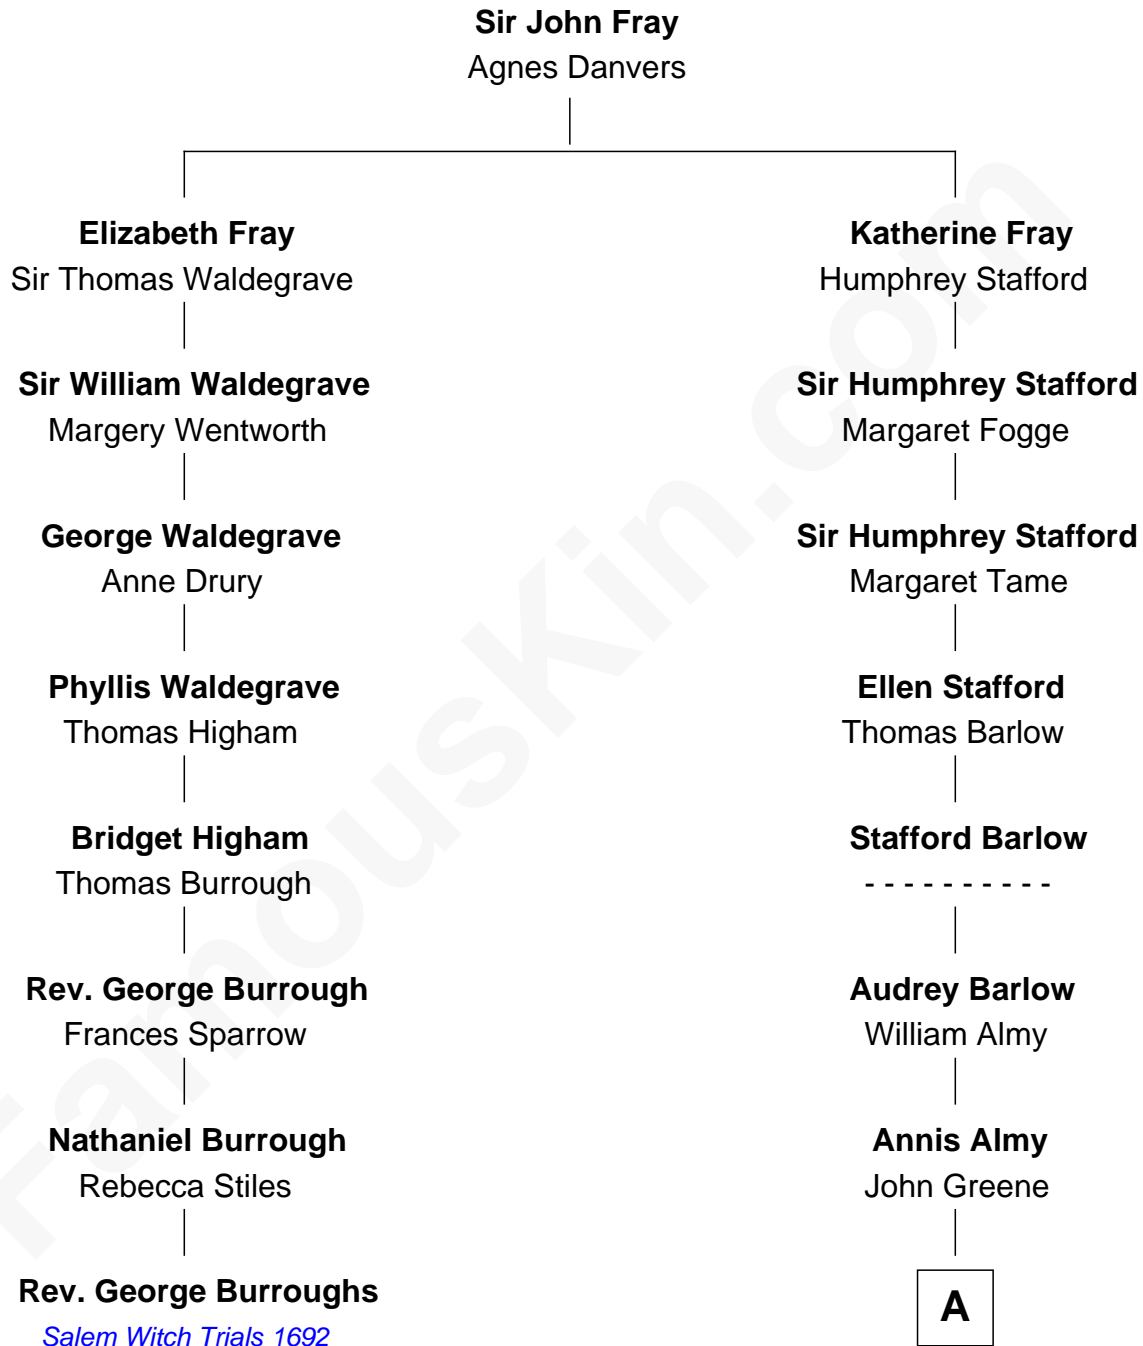 Sir John Fray
Agnes Danvers
Elizabeth Fray
Sir Thomas Waldegrave
Katherine Fray
Humphrey Stafford
Sir William Waldegrave
Margery Wentworth
Sir Humphrey Stafford
Margaret Fogge
George Waldegrave
Anne Drury
Sir Humphrey Stafford
Margaret Tame
Phyllis Waldegrave
Thomas Higham
Ellen Stafford
Thomas Barlow
Bridget Higham
Thomas Burrough
Stafford Barlow
- - - - - - - - - -
Rev. George Burrough
Frances Sparrow
Audrey Barlow
William Almy
Nathaniel Burrough
Rebecca Stiles
Annis Almy
John Greene
Rev. George Burroughs
Salem Witch Trials 1692
A
FamousKin.com